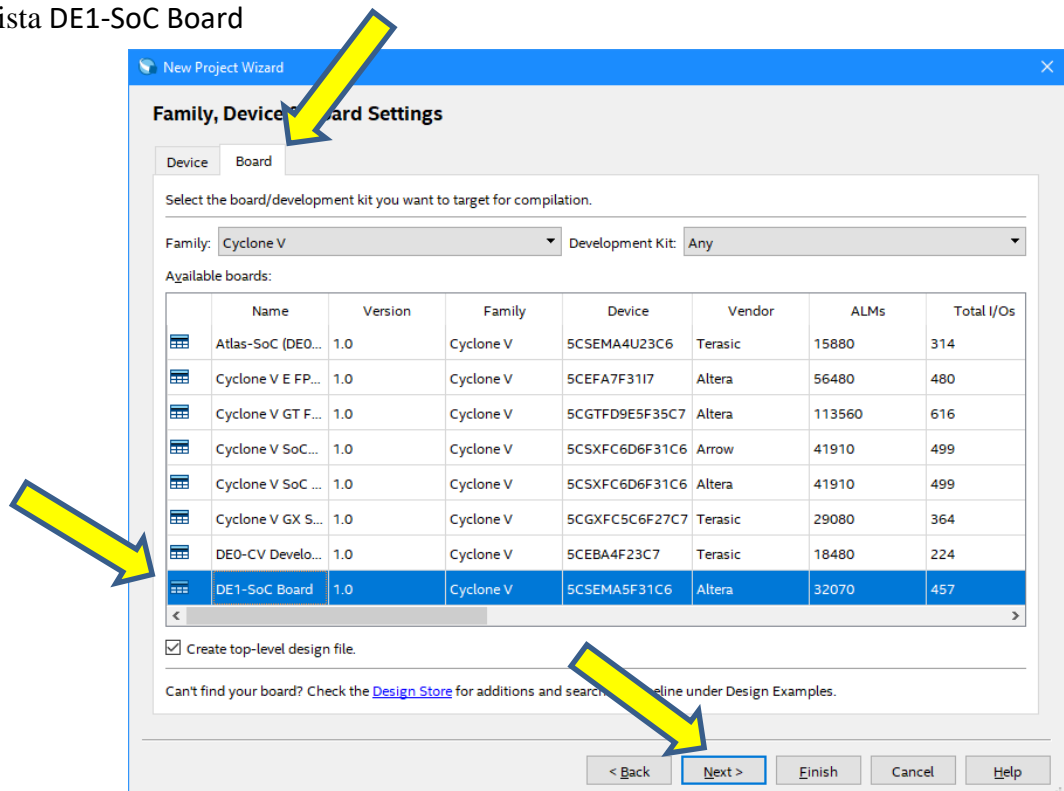 ista DE1-SoC Board
New Project Wizard
Family, Device ard Settings
Device Board
Select the board/development kit you want to target for compilation.
Family: Cyclone V Development Kit: Any
Available boards:
Name Version Family Device Vendor ALMs Total I/Os
Atlas-SoC (DE0... 1.0 Cyclone V 5CSEMA4U23C6 Terasic 15880 314
Cyclone V E FP... 1.0 Cyclone V 5CEFA7F31I7 Altera 56480 480
Cyclone V GT F... 1.0 Cyclone V 5CGTFD9E5F35C7 Altera 113560 616
Cyclone V SoC... 1.0 Cyclone V 5CSXFC6D6F31C6 Arrow 41910 499
Cyclone V SoC ... 1.0 Cyclone V 5CSXFC6D6F31C6 Altera 41910 499
Cyclone V GX S... 1.0 Cyclone V 5CGXFC5C6F27C7 Terasic 29080 364
DE0-CV Develo... 1.0 Cyclone V 5CEBA4F23C7 Terasic 18480 224
DE1-SoC Board 1.0 Cyclone V 5CSEMA5F31C6 Altera 32070 457
Create top-level design file.
Can't find your board? Check the Design Store for additions and search eline under Design Examples.
< Back Next > Finish Cancel Help